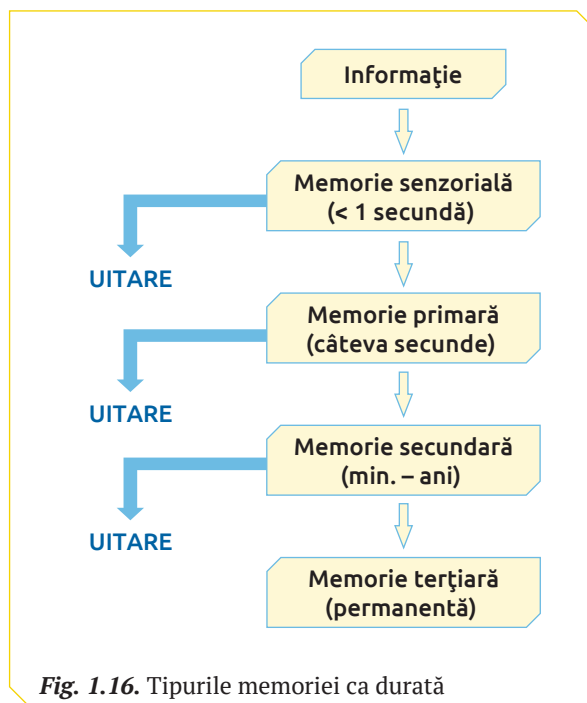 Informaţie
Memorie senzorială
(< 1 secundă)
UITARE
Memorie primară
(câteva secunde)
UITARE
Memorie secundară
(min. – ani)
UITARE
Memorie terţiară
(permanentă)
Fig. 1.16. Tipurile memoriei ca durată